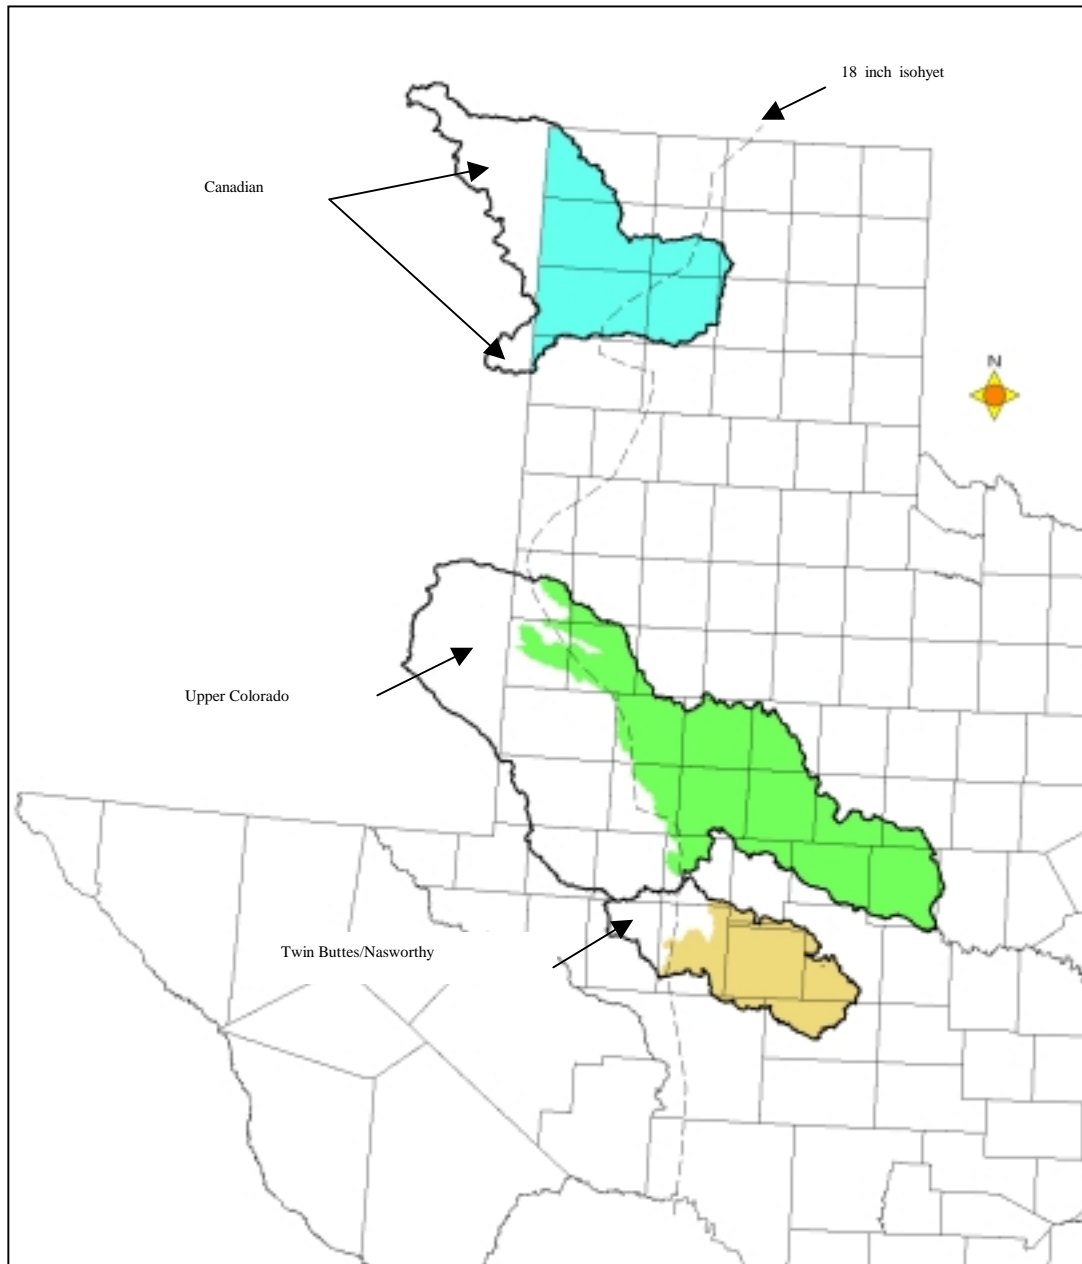 18 inch isohyet
Canadian
N
Upper Colorado
Twin Buttes/Nasworthy